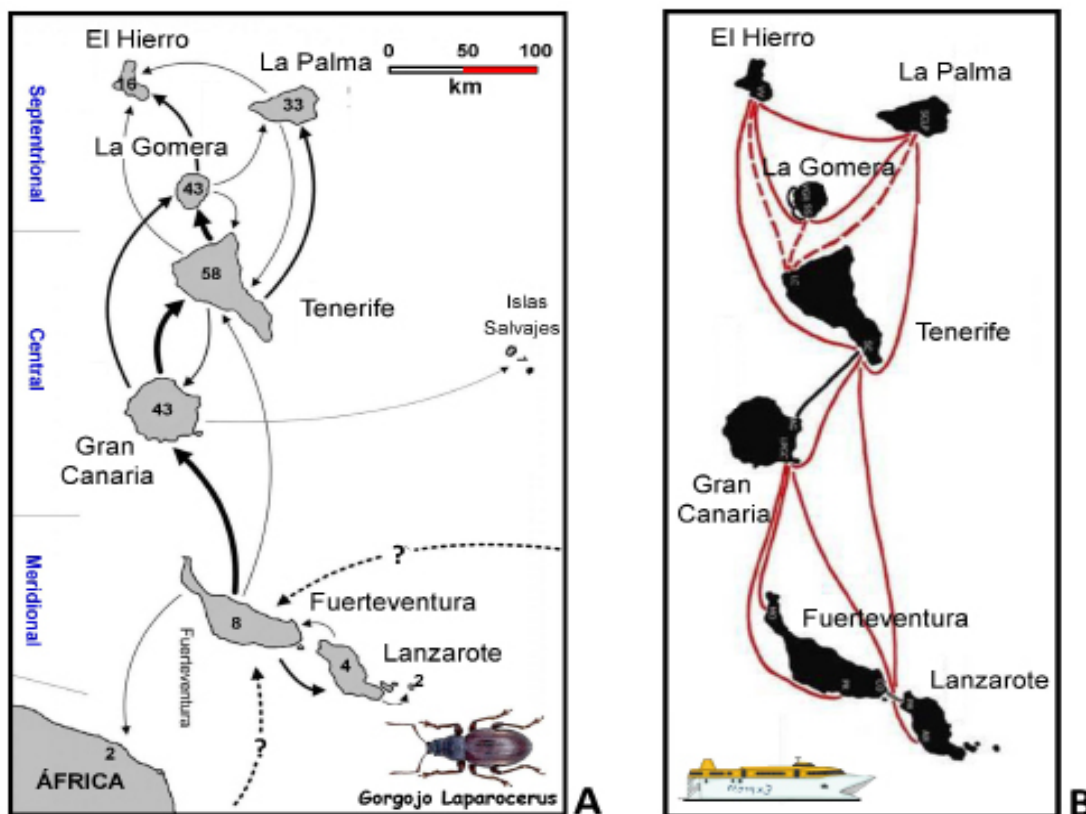 El Hierro
La Palma
0 50 100
km
16
33
La Gomera
43
58
Tenerife
Islas
Salvajes
43
Gran
Canaria
Septentrional
Central
Meridional
?
Fuerteventura
8
4
Lanzarote
2
Fuerteventura
2
?
ÁFRICA
Gorgojo Laparocerus
A
El Hierro
La Palma
La Gomera
Tenerife
Gran
Canaria
Fuerteventura
Lanzarote
B